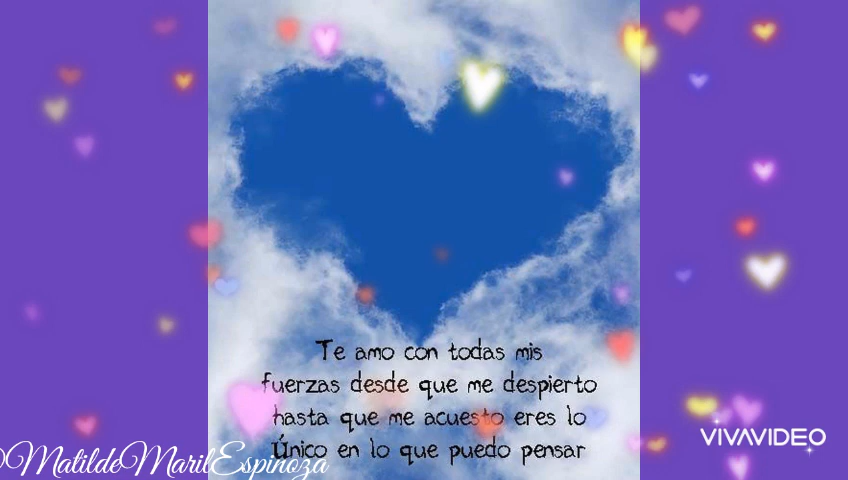 Te amo con todas mis
fuerzas desde que me despierto
hasta que me acuesto eres lo
Único en lo que puedo pensar
VIVAVIDEO
©MatildeMarilEspinoza